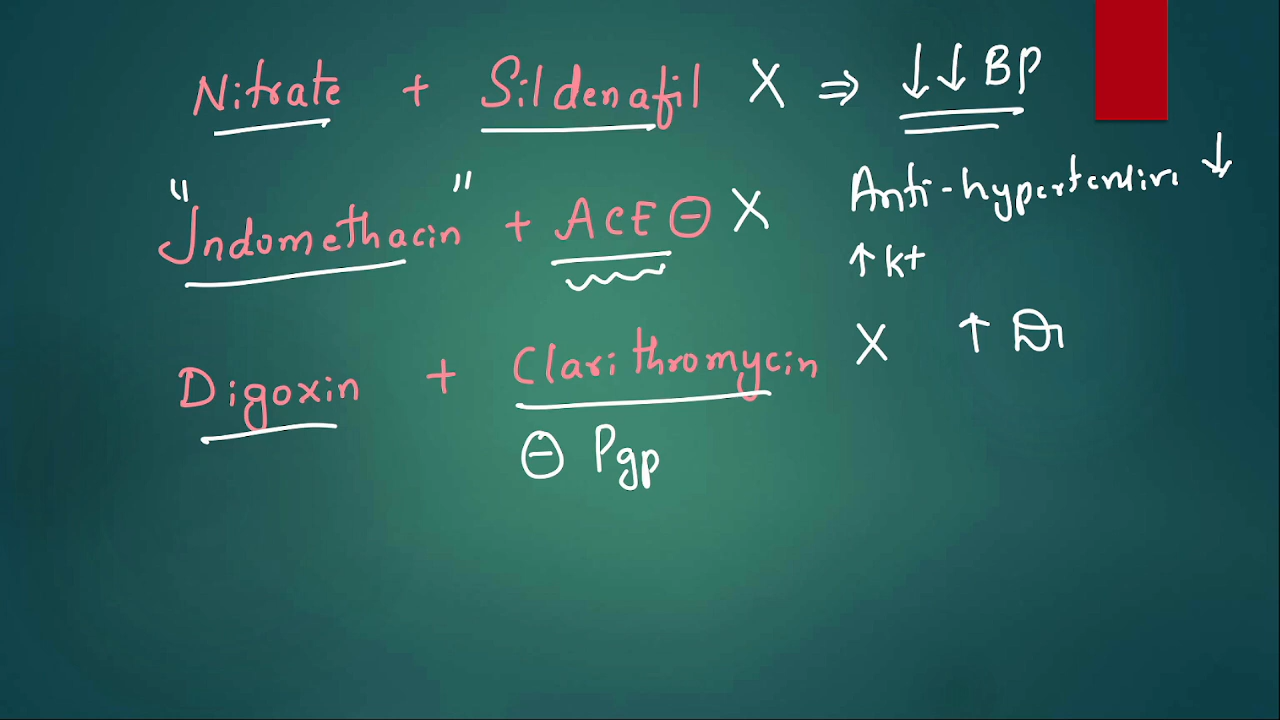 Nitrate + Sildenafil X ⇒ ↓↓ BP
"Indomethacin" + ACE ⊖ X Anti-hypertensive ↓
↑ K+
Digoxin + Clarithromycin X ↑
⊖ Pgp